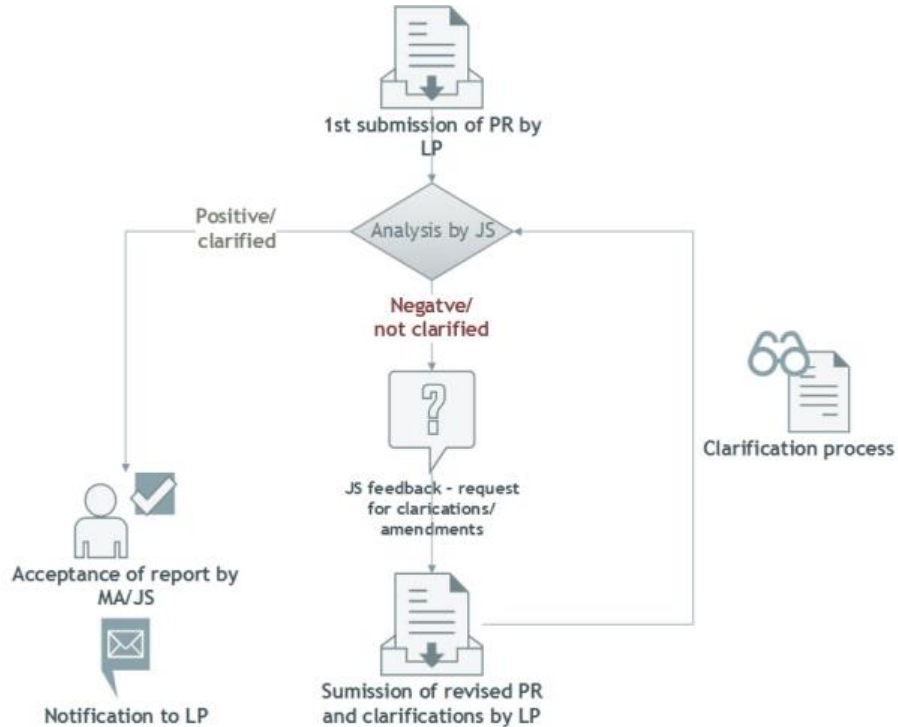 1st submission of PR by
LP
Positive/
clarified
Analysis by JS
Negatve/
not clarified
?
Clarification process
JS feedback - request
for clarications/
amendments
Acceptance of report by
MA/JS
Notification to LP
Sumission of revised PR
and clarifications by LP